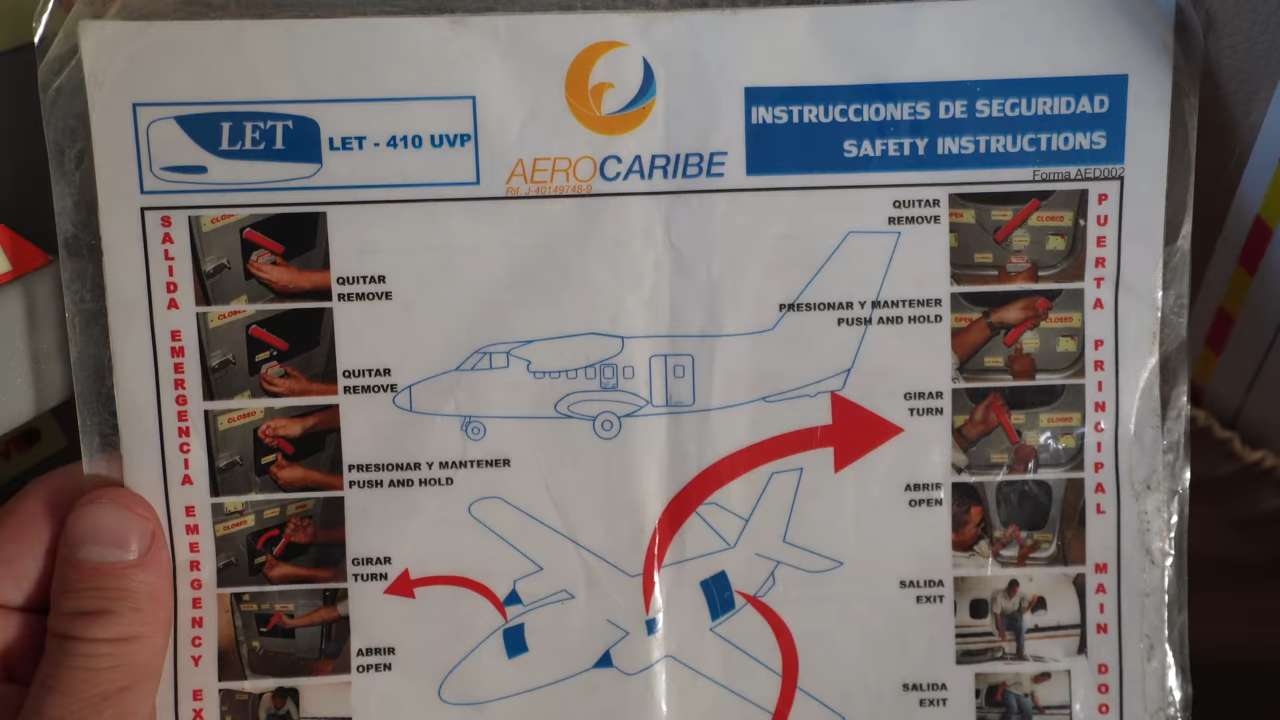 LET
LET - 410 UVP
AEROCARIBE
Rif. J-40149748-9
INSTRUCCIONES DE SEGURIDAD
SAFETY INSTRUCTIONS
Forma AED002
SALIDA EMERGENCIA EMERGENCY EX
CLOSED
QUITAR
REMOVE
QUITAR
REMOVE
CLOSED
PRESIONAR Y MANTENER
PUSH AND HOLD
CLOSED
OPEN
GIRAR
TURN
ABRIR
OPEN
QUITAR
REMOVE
OPEN
CLOSED
PRESIONAR Y MANTENER
PUSH AND HOLD
OPEN
CLOSED
GIRAR
TURN
CLOSED
ABRIR
OPEN
SALIDA
EXIT
SALIDA
EXIT
PUERTA PRINCIPAL MAIN DOO